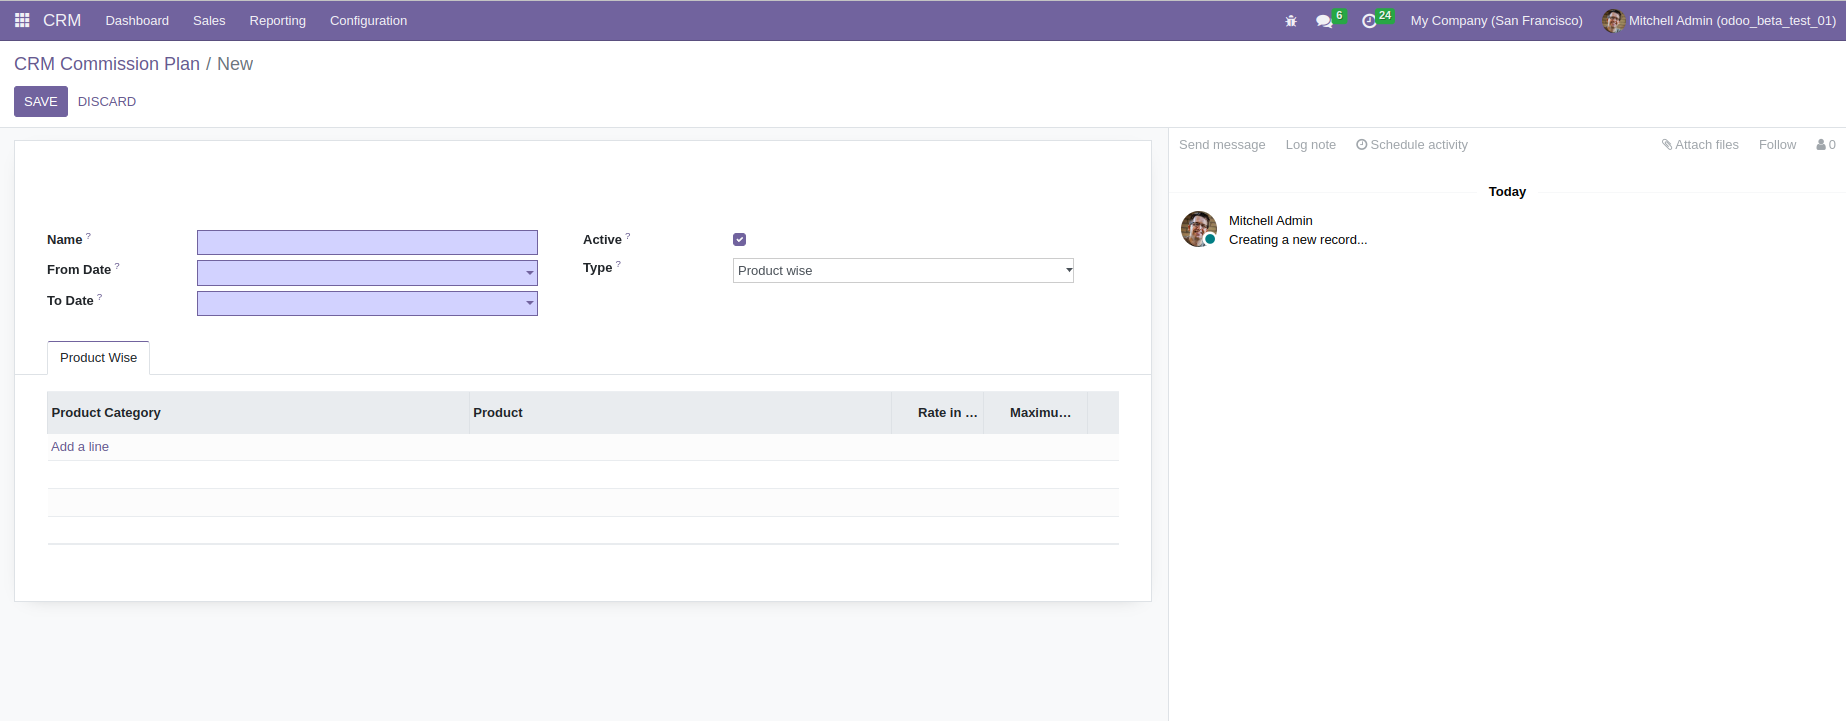 CRM Dashboard Sales Reporting Configuration 6 24 My Company (San Francisco) Mitchell Admin (odoo_beta_test_01)
CRM Commission Plan / New
SAVE DISCARD
Send message Log note Schedule activity Attach files Follow 0
Today
Mitchell Admin
Creating a new record...
Name ?
Active ?
From Date ?
Type ? Product wise
To Date ?
Product Wise
Product Category Product Rate in ... Maximu...
Add a line